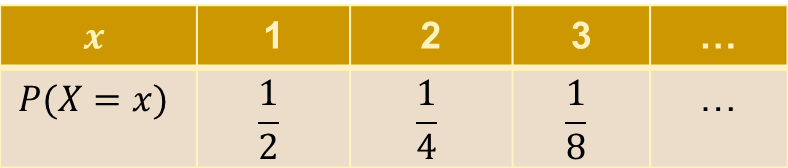 x 1 2 3 ...
P(X = x) 1/2 1/4 1/8 ...